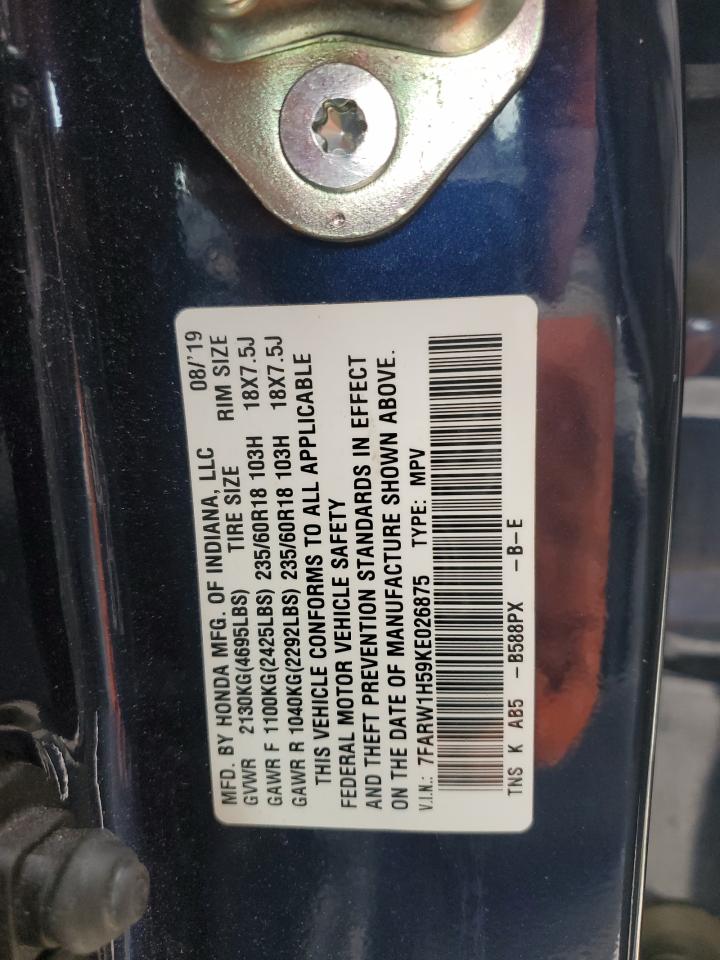 MFD. BY HONDA MFG. OF INDIANA, LLC 08/'19
GVWR 2130KG(4695LBS) TIRE SIZE RIM SIZE
GAWR F 1100KG(2425LBS) 235/60R18 103H 18X7.5J
GAWR R 1040KG(2292LBS) 235/60R18 103H 18X7.5J
THIS VEHICLE CONFORMS TO ALL APPLICABLE
FEDERAL MOTOR VEHICLE SAFETY
AND THEFT PREVENTION STANDARDS IN EFFECT
ON THE DATE OF MANUFACTURE SHOWN ABOVE.
V.I.N.: 7FARW1H59KE026875 TYPE: MPV
TNS K AB5 -B588PX -B-E